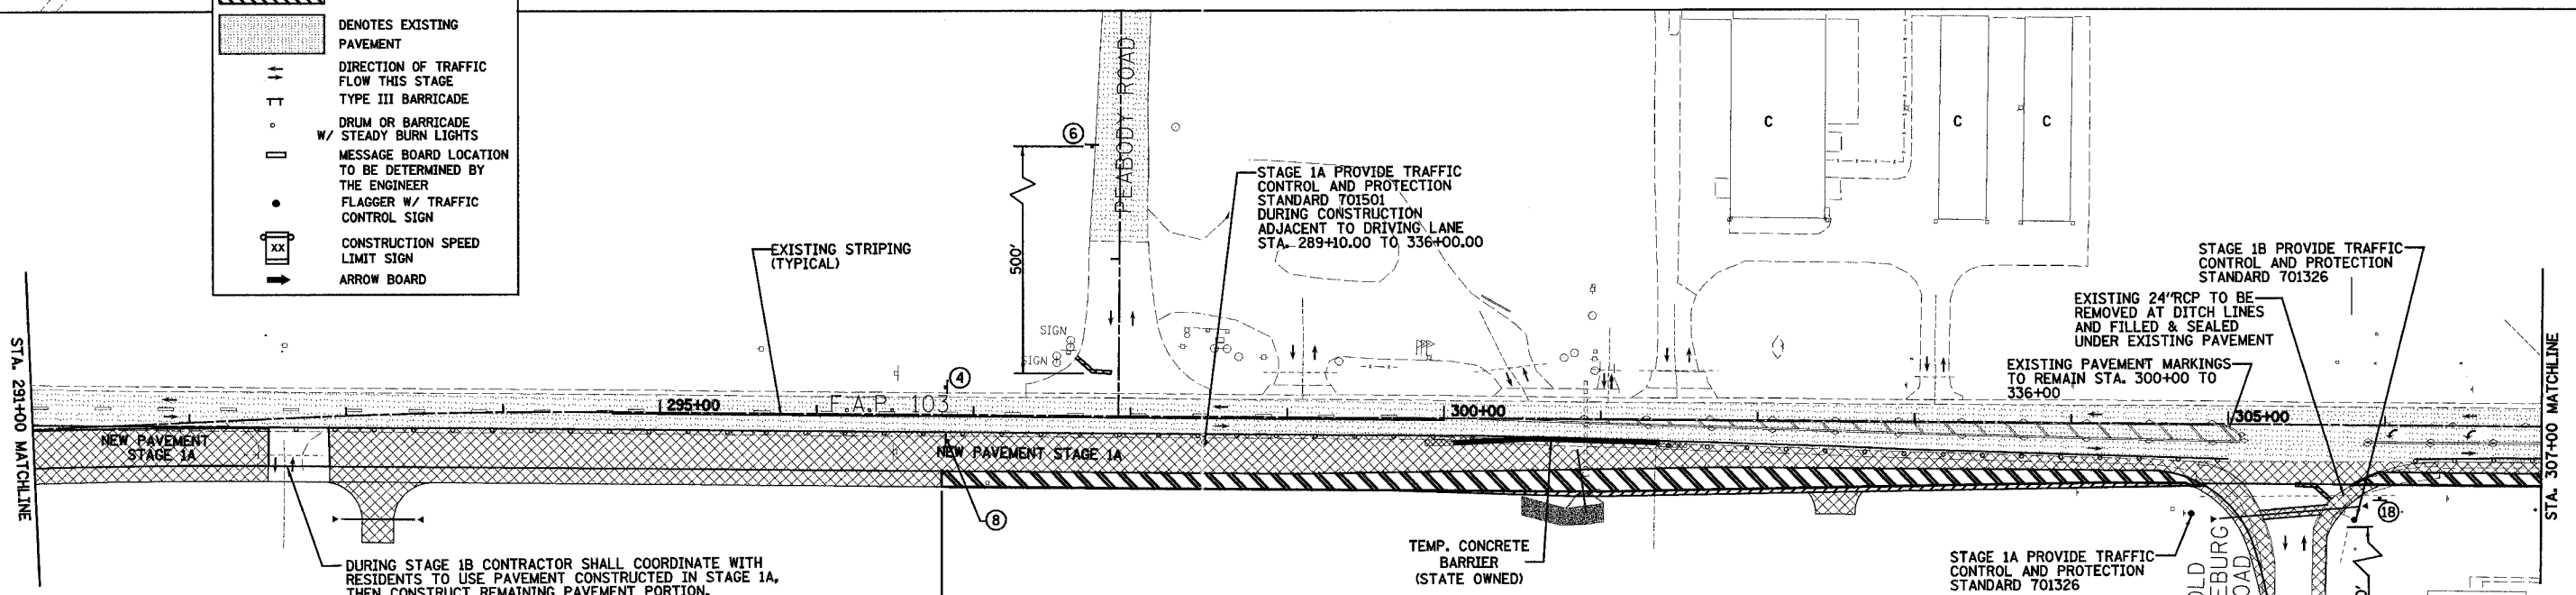 DENOTES EXISTING
PAVEMENT
DIRECTION OF TRAFFIC
FLOW THIS STAGE
TYPE III BARRICADE
DRUM OR BARRICADE
W/ STEADY BURN LIGHTS
MESSAGE BOARD LOCATION
TO BE DETERMINED BY
THE ENGINEER
FLAGGER W/ TRAFFIC
CONTROL SIGN
XX
CONSTRUCTION SPEED
LIMIT SIGN
ARROW BOARD
PEABODY ROAD
6
500'
SIGN
SIGN
C
C
C
STAGE 1A PROVIDE TRAFFIC
CONTROL AND PROTECTION
STANDARD 701501
DURING CONSTRUCTION
ADJACENT TO DRIVING LANE
STA. 289+10.00 TO 336+00.00
EXISTING STRIPING
(TYPICAL)
STAGE 1B PROVIDE TRAFFIC
CONTROL AND PROTECTION
STANDARD 701326
EXISTING 24"RCP TO BE
REMOVED AT DITCH LINES
AND FILLED & SEALED
UNDER EXISTING PAVEMENT
EXISTING PAVEMENT MARKINGS
TO REMAIN STA. 300+00 TO
336+00
STA. 291+00 MATCHLINE
STA. 307+00 MATCHLINE
4
295+00
F.A.P. 103
300+00
305+00
NEW PAVEMENT
STAGE 1A
NEW PAVEMENT STAGE 1A
8
18
TEMP. CONCRETE
BARRIER
(STATE OWNED)
STAGE 1A PROVIDE TRAFFIC
CONTROL AND PROTECTION
STANDARD 701326
OLD
EBURG
OAD
DURING STAGE 1B CONTRACTOR SHALL COORDINATE WITH
RESIDENTS TO USE PAVEMENT CONSTRUCTED IN STAGE 1A,
THEN CONSTRUCT REMAINING PAVEMENT PORTION.